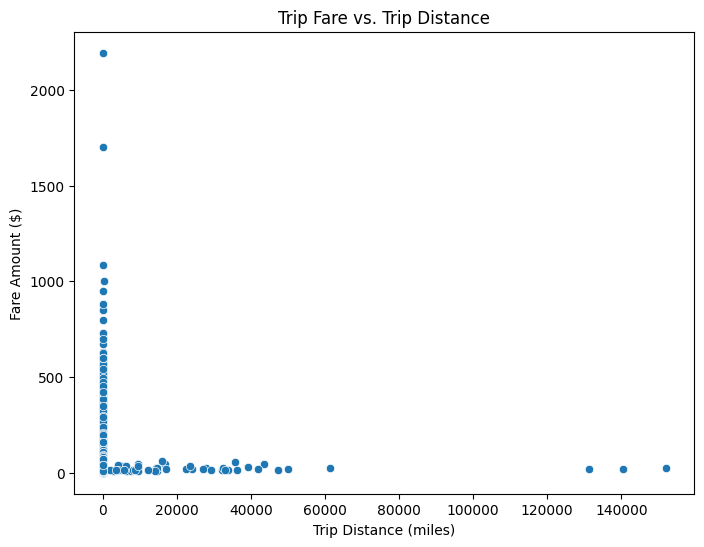 Trip Fare vs. Trip Distance
Fare Amount ($)
2000
1500
1000
500
0
0 20000 40000 60000 80000 100000 120000 140000
Trip Distance (miles)